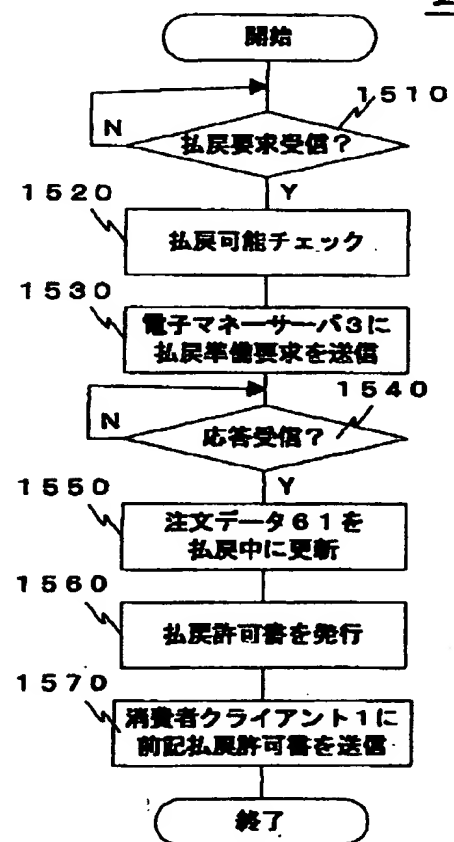 開始
1510
N
払戻要求受信？
Y
1520
払戻可能チェック
1530
電子マネーサーバ3に
払戻準備要求を送信
1540
N
応答受信？
Y
1550
注文データ61を
払戻中に更新
1560
払戻許可書を発行
1570
消費者クライアント1に
前記払戻許可書を送信
終了